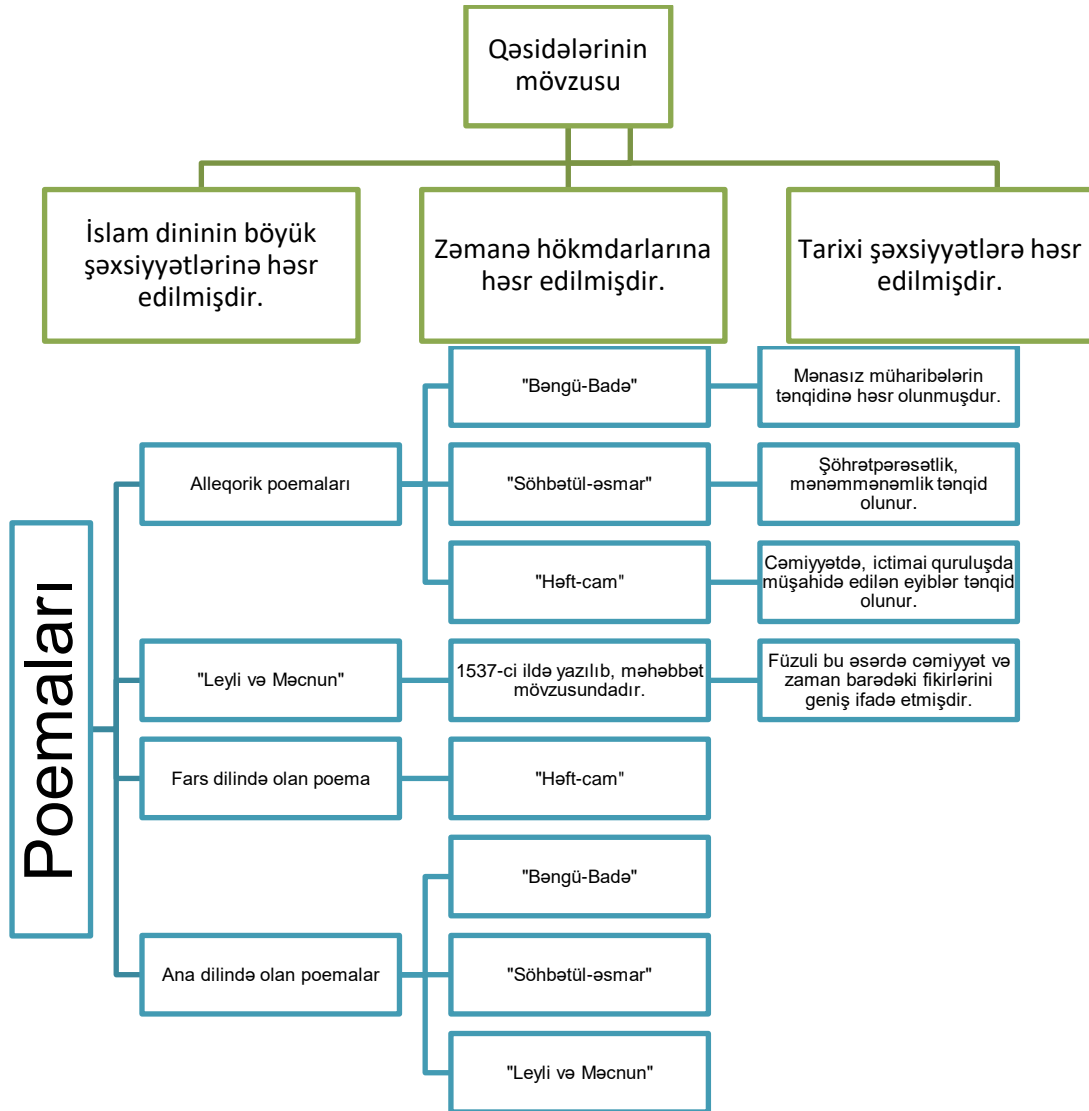 Qəsidələrinin
mövzusu
İslam dininin böyük
şəxsiyyətlərinə həsr
edilmişdir.
Zəmanə hökmdarlarına
həsr edilmişdir.
Tarixi şəxsiyyətlərə həsr
edilmişdir.
Poemaları
Alleqorik poemaları
"Bəngü-Badə"
Mənasız müharibələrin
tənqidinə həsr olunmuşdur.
"Söhbətül-əsmar"
Şöhrətpərəsətlik,
mənəmmənəmlik tənqid
olunur.
"Həft-cam"
Cəmiyyətdə, ictimai quruluşda
müşahidə edilən eyiblər tənqid
olunur.
"Leyli və Məcnun"
1537-ci ildə yazılıb, məhəbbət
mövzusundadır.
Füzuli bu əsərdə cəmiyyət və
zaman barədəki fikirlərini
geniş ifadə etmişdir.
Fars dilində olan poema
"Həft-cam"
Ana dilində olan poemalar
"Bəngü-Badə"
"Söhbətül-əsmar"
"Leyli və Məcnun"